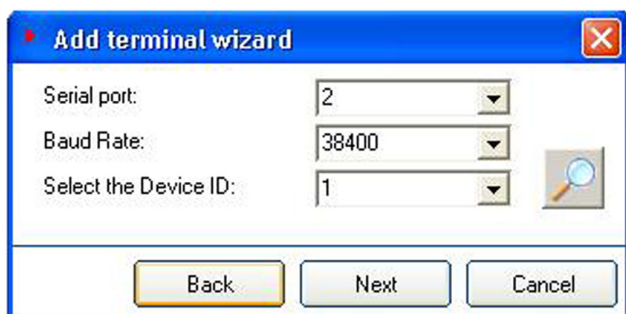 Add terminal wizard
Serial port: 2
Baud Rate: 38400
Select the Device ID: 1
Back Next Cancel